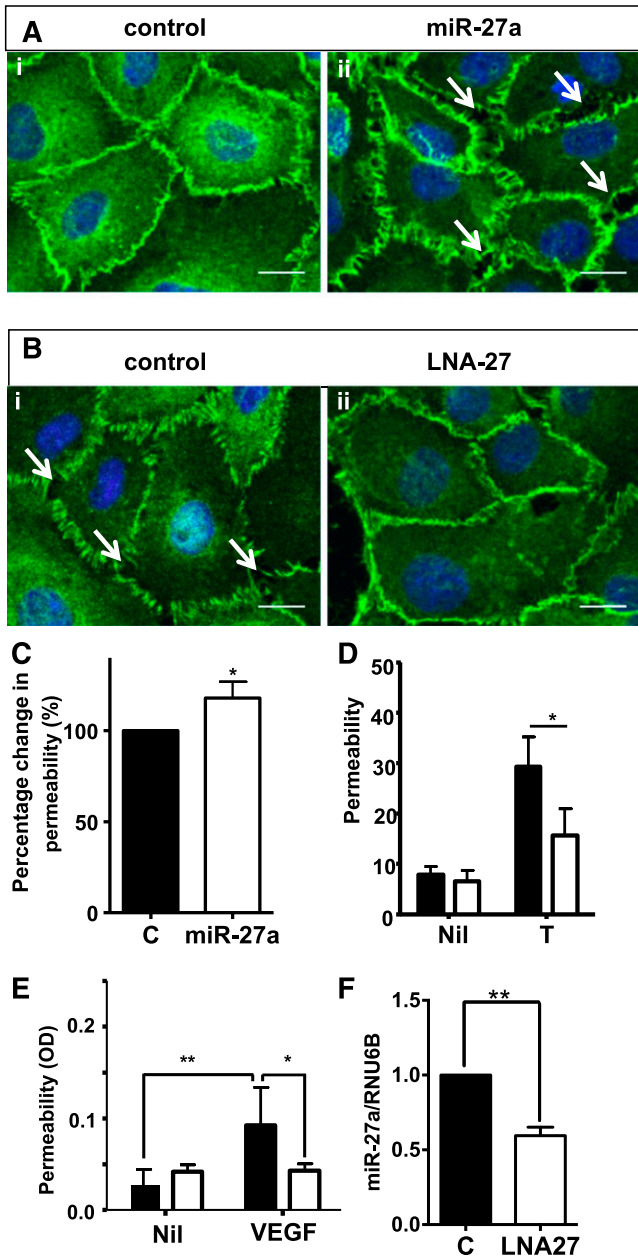 A control miR-27a
i ii
B control LNA-27
i ii
C
Percentage change in
permeability (%)
100
50
0
*
C miR-27a
D
Permeability
50
40
30
20
10
0
*
Nil T
E
Permeability (OD)
0.2
0.1
0.0
** *
Nil VEGF
F
miR-27a/RNU6B
1.5
1.0
0.5
0.0
**
C LNA27